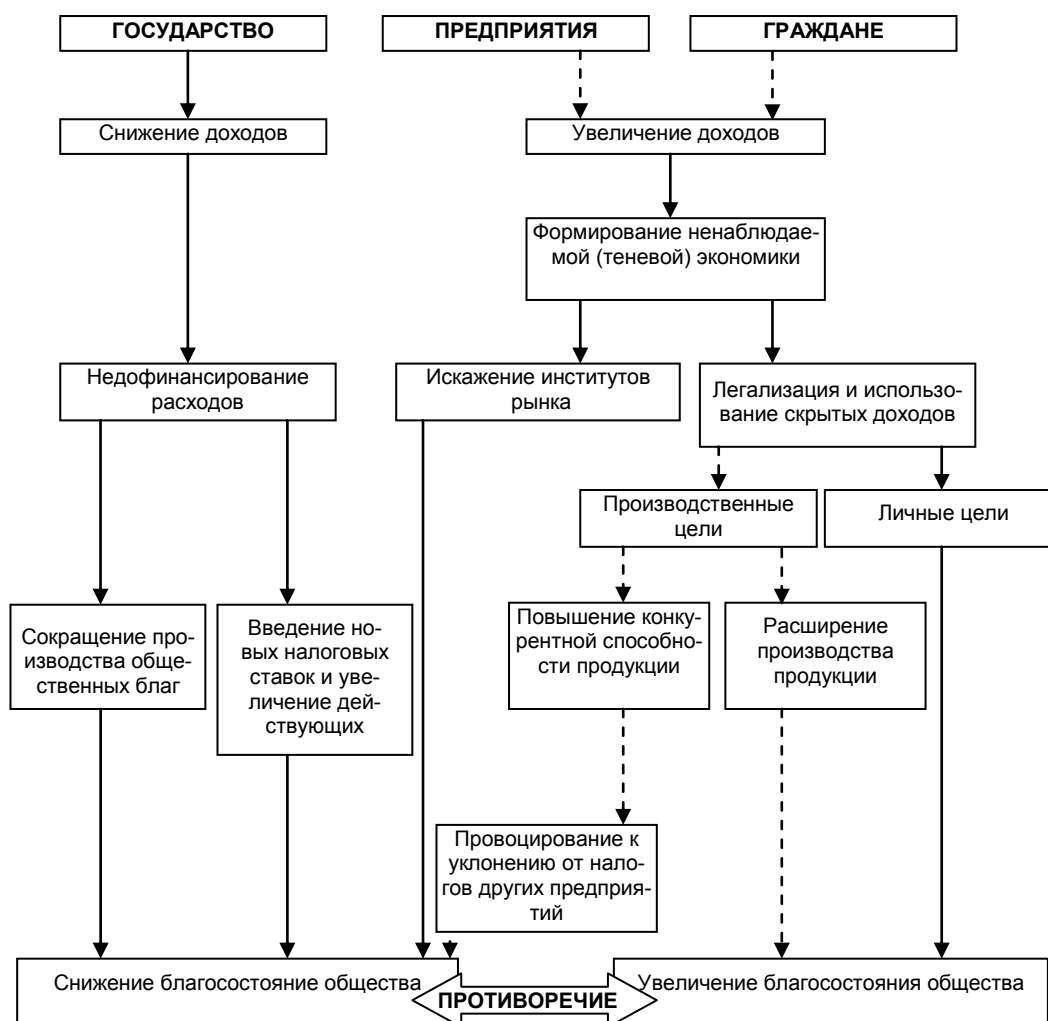 ГОСУДАРСТВО
ПРЕДПРИЯТИЯ
ГРАЖДАНЕ
Снижение доходов
Увеличение доходов
Формирование ненаблюдае-
мой (теневой) экономики
Недофинансирование
расходов
Искажение институтов
рынка
Легализация и использо-
вание скрытых доходов
Производственные
цели
Личные цели
Сокращение про-
изводства обще-
ственных благ
Введение но-
вых налоговых
ставок и уве-
личение дей-
ствующих
Повышение конку-
рентной способно-
сти продукции
Расширение
производства
продукции
Провоцирование к
уклонению от нало-
гов других предприя-
тий
Снижение благосостояние общества
ПРОТИВОРЕЧИЕ
Увеличение благосостояния общества